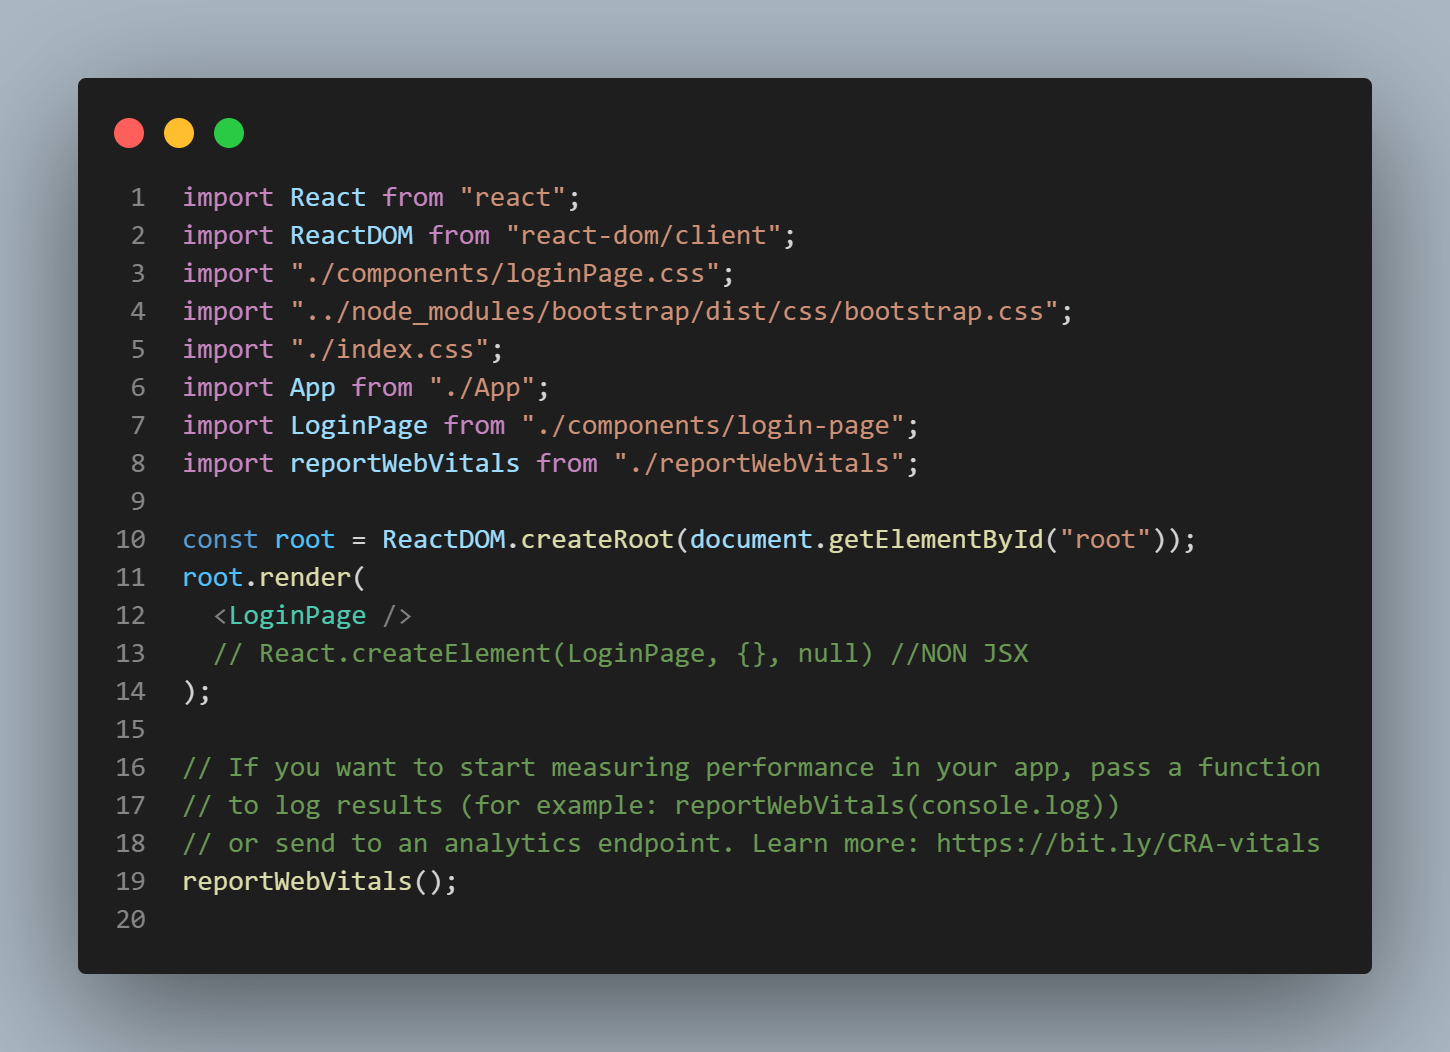 1 import React from "react";
2 import ReactDOM from "react-dom/client";
3 import "./components/loginPage.css";
4 import "../node_modules/bootstrap/dist/css/bootstrap.css";
5 import "./index.css";
6 import App from "./App";
7 import LoginPage from "./components/login-page";
8 import reportWebVitals from "./reportWebVitals";
9
10 const root = ReactDOM.createRoot(document.getElementById("root"));
11 root.render(
12   <LoginPage />
13   // React.createElement(LoginPage, {}, null) //NON JSX
14 );
15
16 // If you want to start measuring performance in your app, pass a function
17 // to log results (for example: reportWebVitals(console.log))
18 // or send to an analytics endpoint. Learn more: https://bit.ly/CRA-vitals
19 reportWebVitals();
20